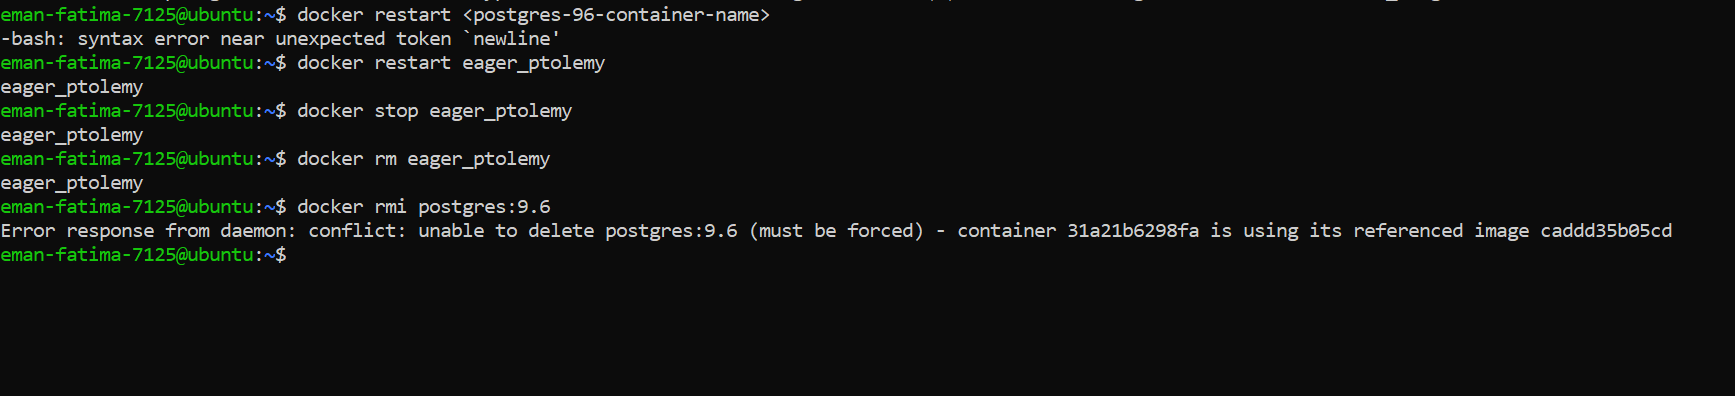 eman-fatima-7125@ubuntu:~$ docker restart <postgres-96-container-name>
-bash: syntax error near unexpected token `newline'
eman-fatima-7125@ubuntu:~$ docker restart eager_ptolemy
eager_ptolemy
eman-fatima-7125@ubuntu:~$ docker stop eager_ptolemy
eager_ptolemy
eman-fatima-7125@ubuntu:~$ docker rm eager_ptolemy
eager_ptolemy
eman-fatima-7125@ubuntu:~$ docker rmi postgres:9.6
Error response from daemon: conflict: unable to delete postgres:9.6 (must be forced) - container 31a21b6298fa is using its referenced image caddd35b05cd
eman-fatima-7125@ubuntu:~$